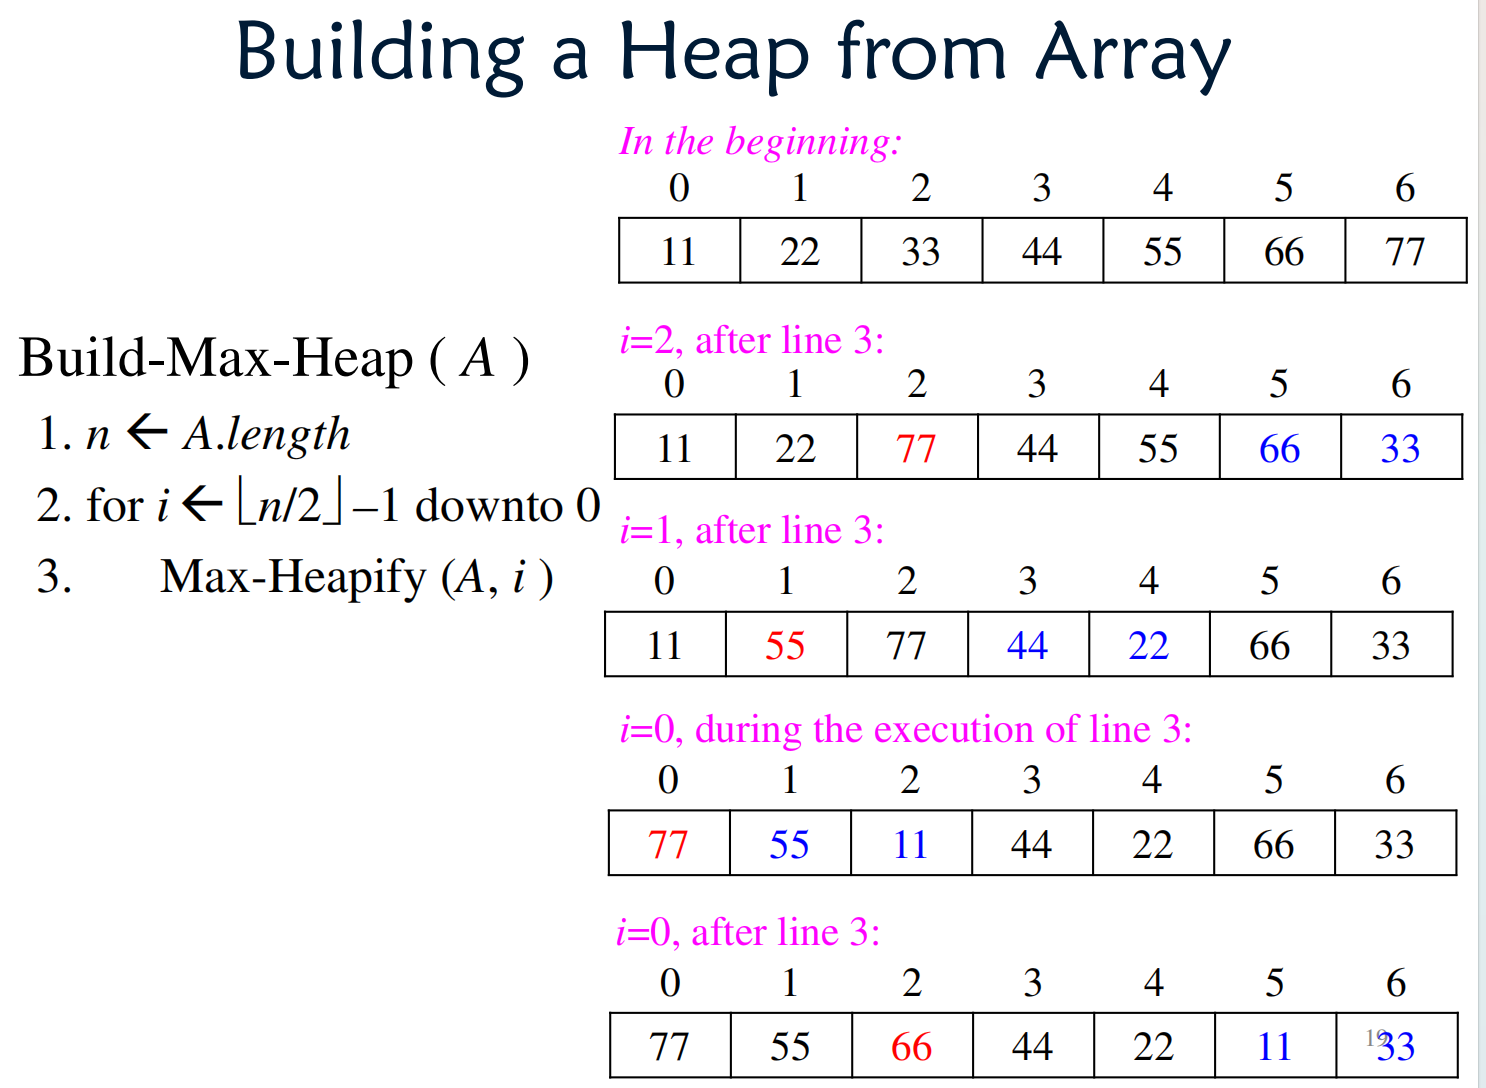 Building a Heap from Array
In the beginning:
0 1 2 3 4 5 6
11 22 33 44 55 66 77
Build-Max-Heap ( A )
1. n ← A.length
2. for i ← ⌊n/2⌋ –1 downto 0
3. Max-Heapify (A, i )
i=2, after line 3:
0 1 2 3 4 5 6
11 22 77 44 55 66 33
i=1, after line 3:
0 1 2 3 4 5 6
11 55 77 44 22 66 33
i=0, during the execution of line 3:
0 1 2 3 4 5 6
77 55 11 44 22 66 33
i=0, after line 3:
0 1 2 3 4 5 6
77 55 66 44 22 11 33
19